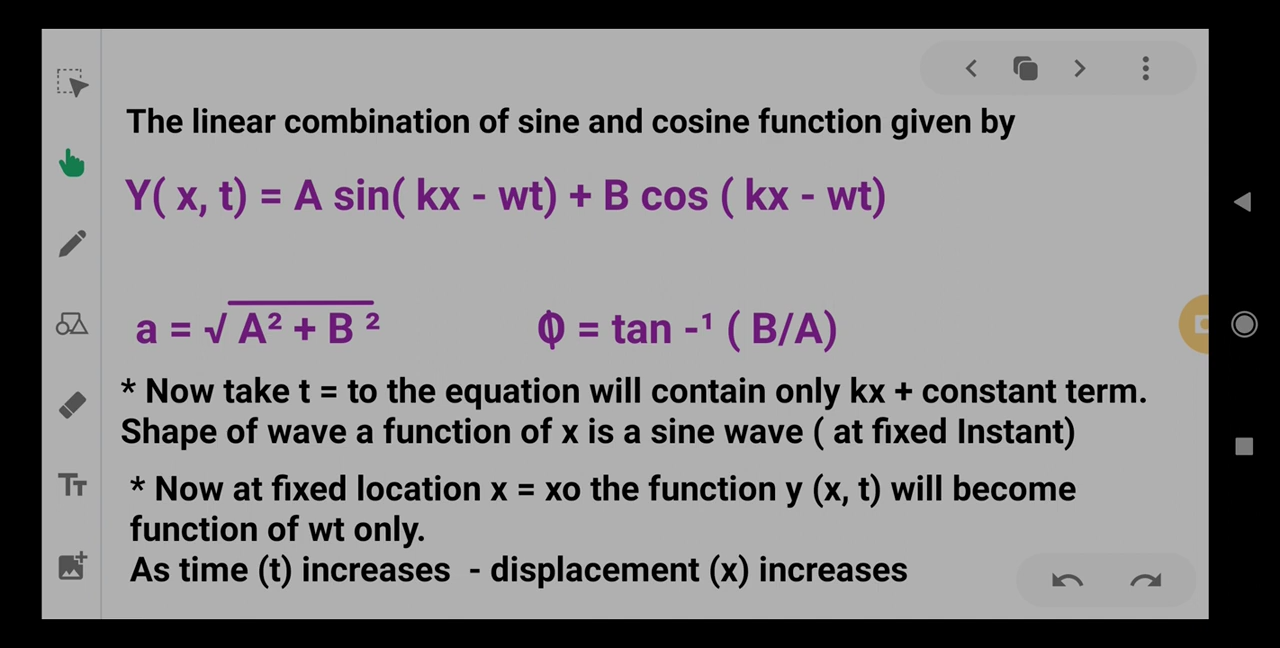 The linear combination of sine and cosine function given by
Y( x, t) = A sin( kx - wt) + B cos ( kx - wt)
a = √ A² + B ²
Φ = tan -¹ ( B/A)
* Now take t = to the equation will contain only kx + constant term.
Shape of wave a function of x is a sine wave ( at fixed Instant)
* Now at fixed location x = xo the function y (x, t) will become
function of wt only.
As time (t) increases - displacement (x) increases
Tт